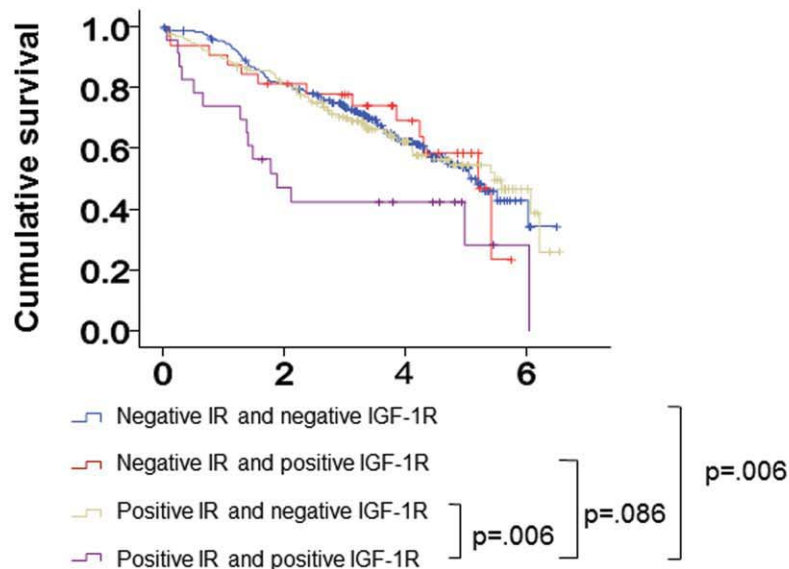 Cumulative survival
1.0
0.8
0.6
0.4
0.2
0.0
0 2 4 6
Negative IR and negative IGF-1R
Negative IR and positive IGF-1R
Positive IR and negative IGF-1R
Positive IR and positive IGF-1R
p=.006
p=.086
p=.006